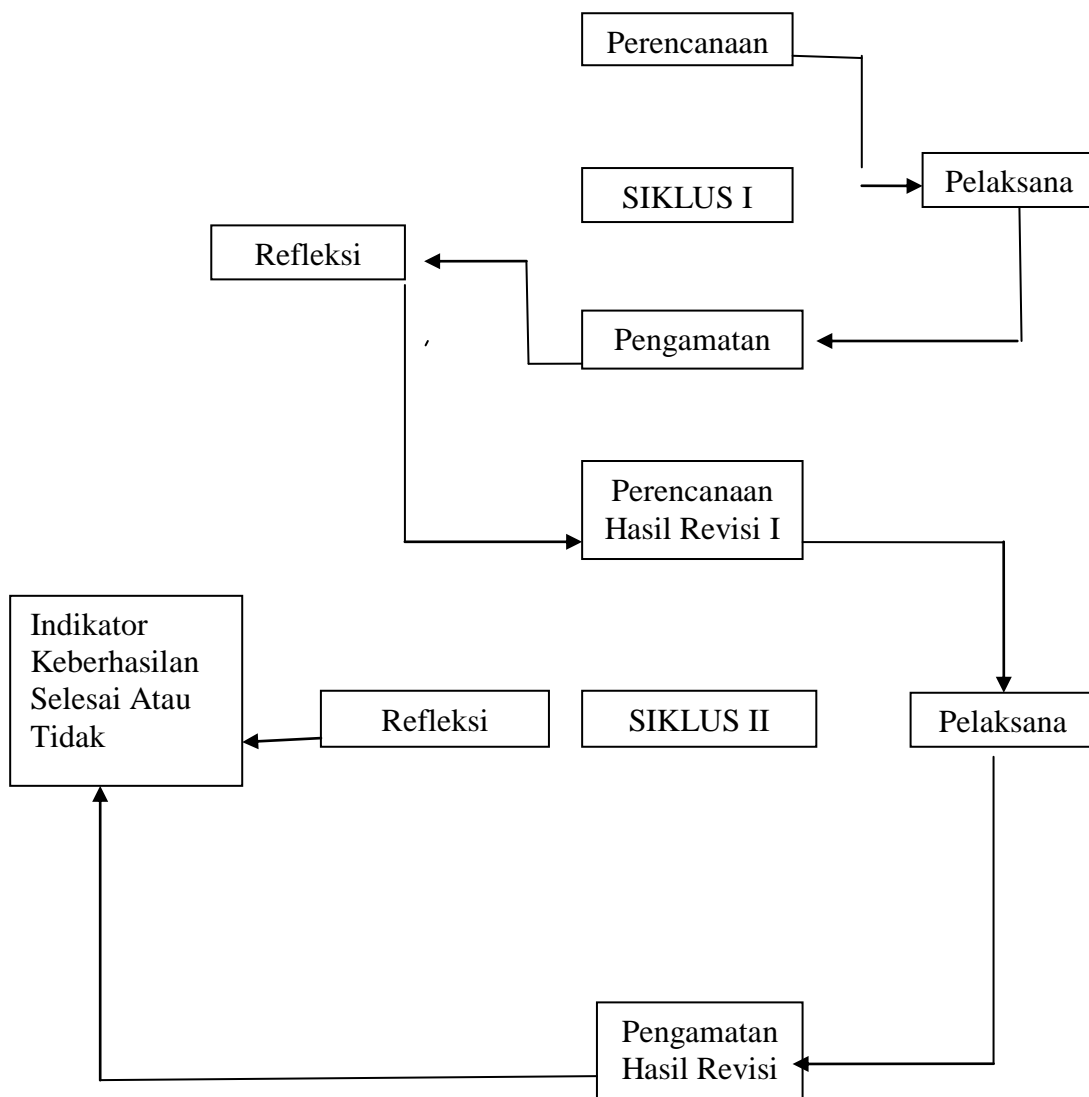 Perencanaan
Pelaksana
SIKLUS I
Refleksi
Pengamatan
Perencanaan
Hasil Revisi I
Indikator
Keberhasilan
Selesai Atau
Tidak
Refleksi
SIKLUS II
Pelaksana
Pengamatan
Hasil Revisi